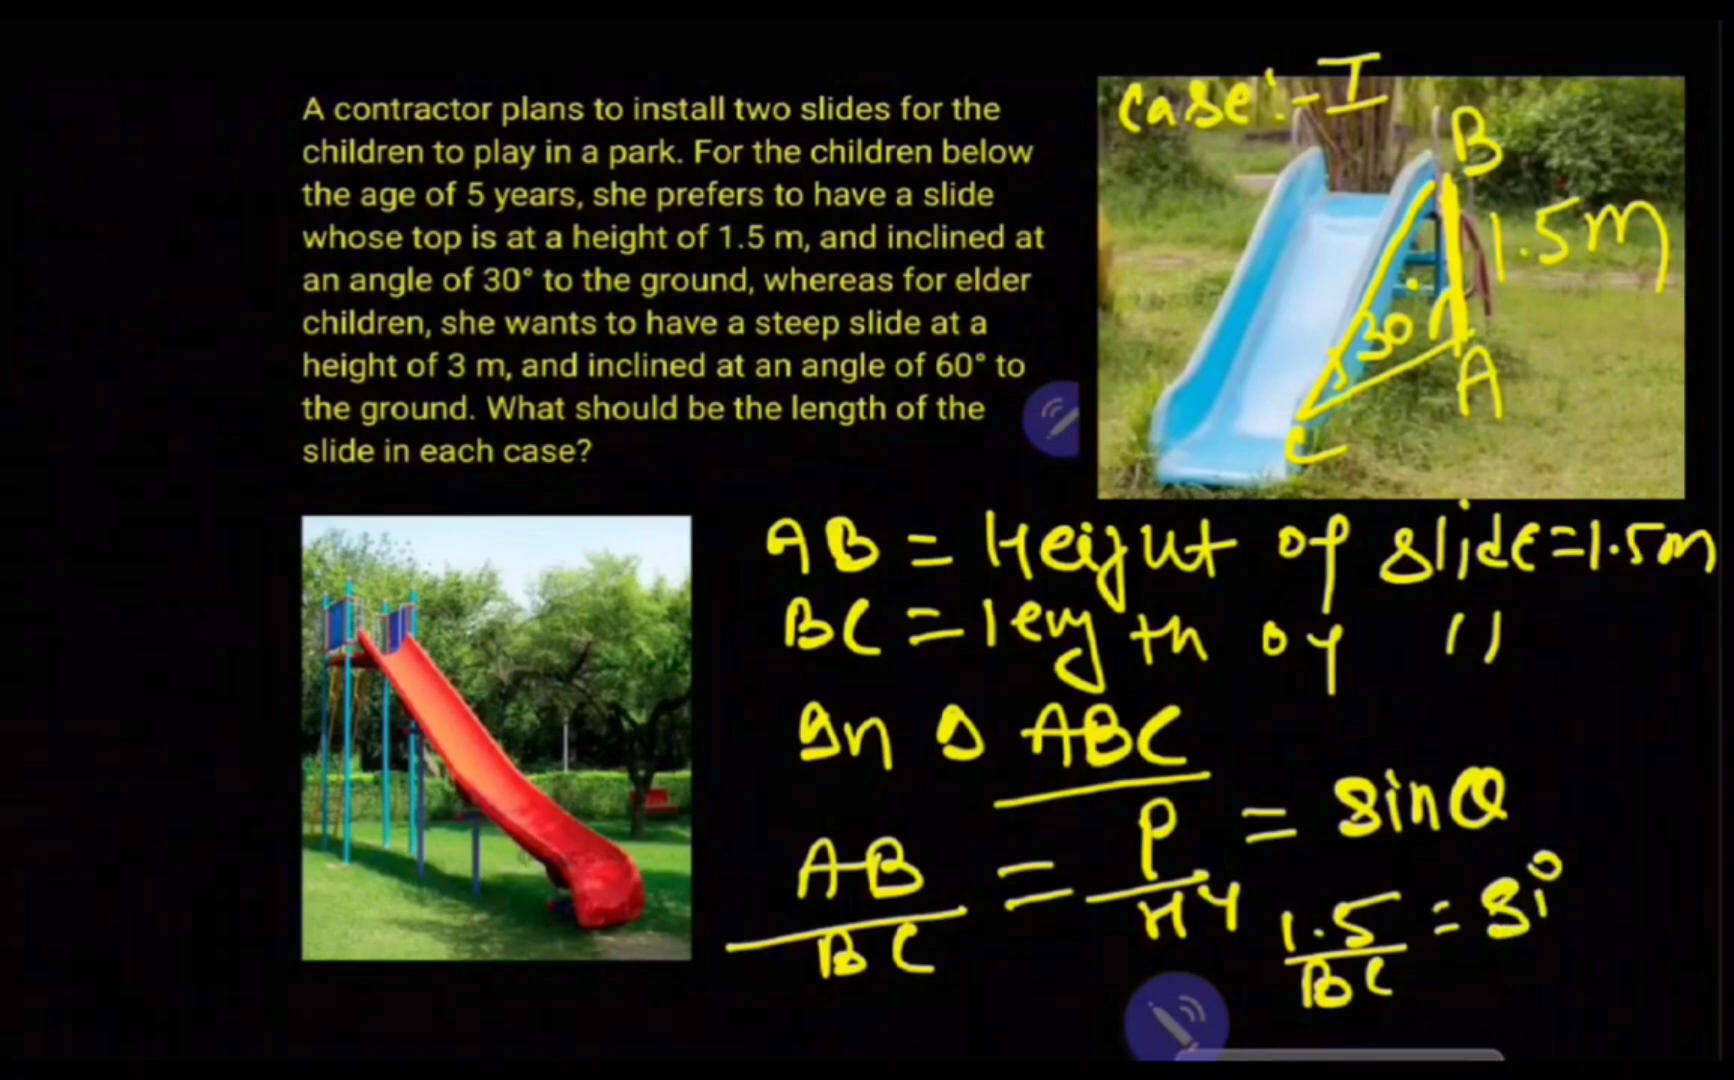 A contractor plans to install two slides for the
children to play in a park. For the children below
the age of 5 years, she prefers to have a slide
whose top is at a height of 1.5 m, and inclined at
an angle of 30° to the ground, whereas for elder
children, she wants to have a steep slide at a
height of 3 m, and inclined at an angle of 60° to
the ground. What should be the length of the
slide in each case?
case:- I
B
1.5m
30°
A
C
AB = Height of slide = 1.5m
BC = length of ''
In Δ ABC
AB/BC = P/Hy = sinθ
1.5/BC = si